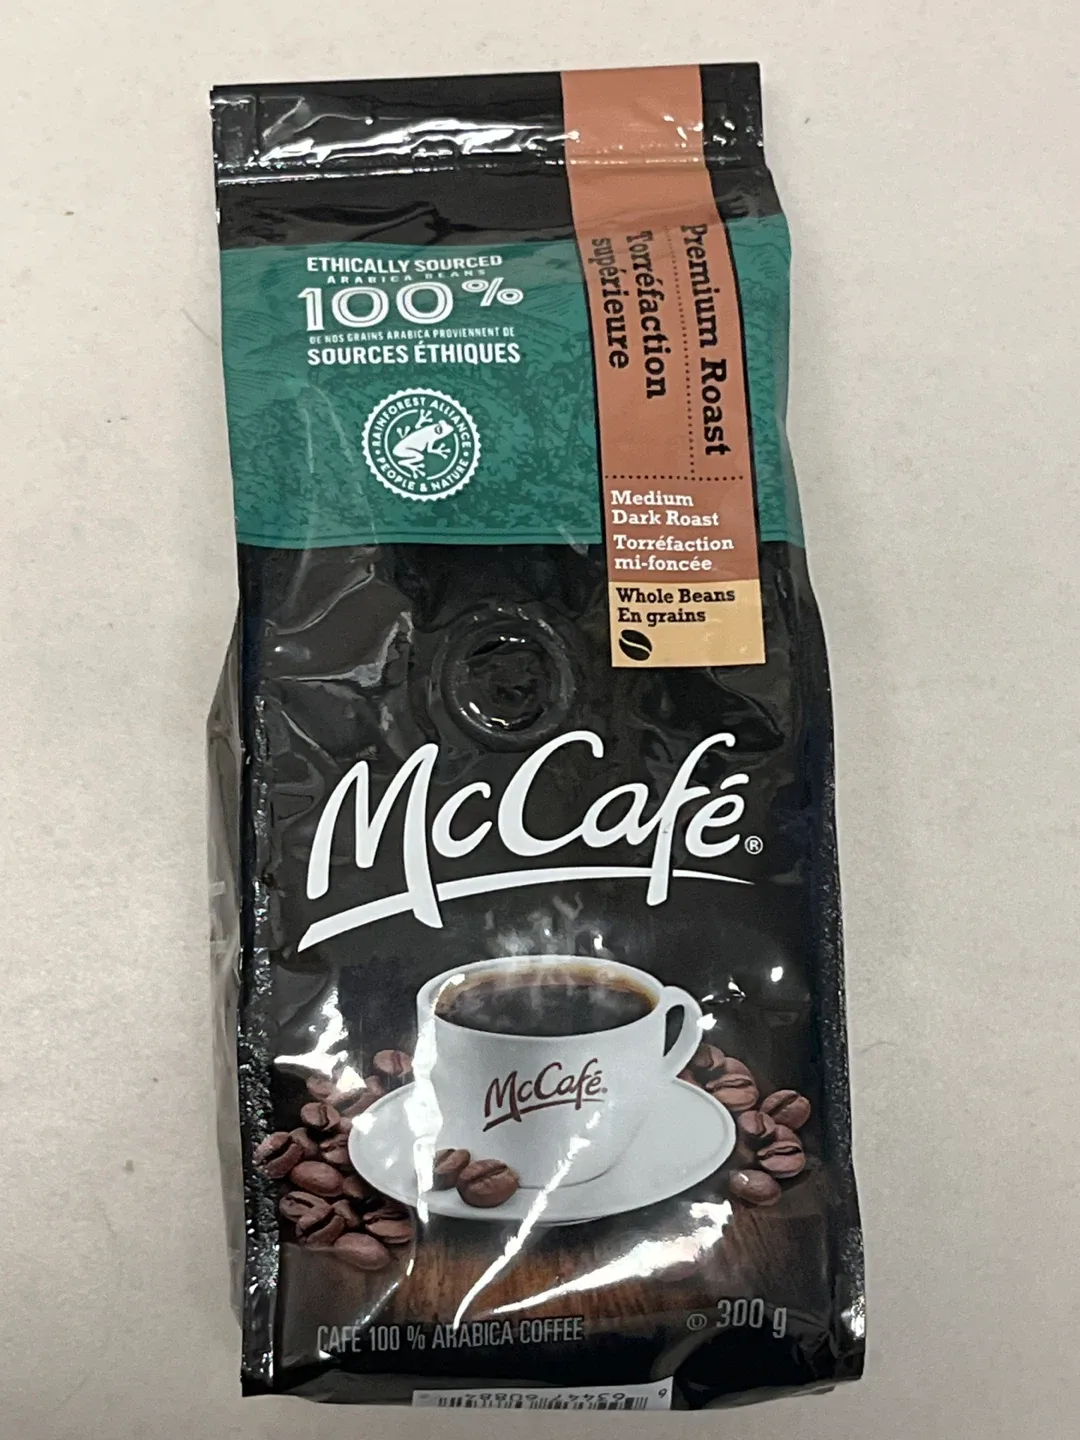 ETHICALLY SOURCED
ARABICA BEANS
100%
DE NOS GRAINS ARABICA PROVIENNENT DE
SOURCES ÉTHIQUES
RAINFOREST ALLIANCE
PEOPLE & NATURE
Premium Roast
Torréfaction
supérieure
Medium
Dark Roast
Torréfaction
mi-foncée
Whole Beans
En grains
McCafé®
McCafé®
CAFÉ 100 % ARABICA COFFEE
300 g